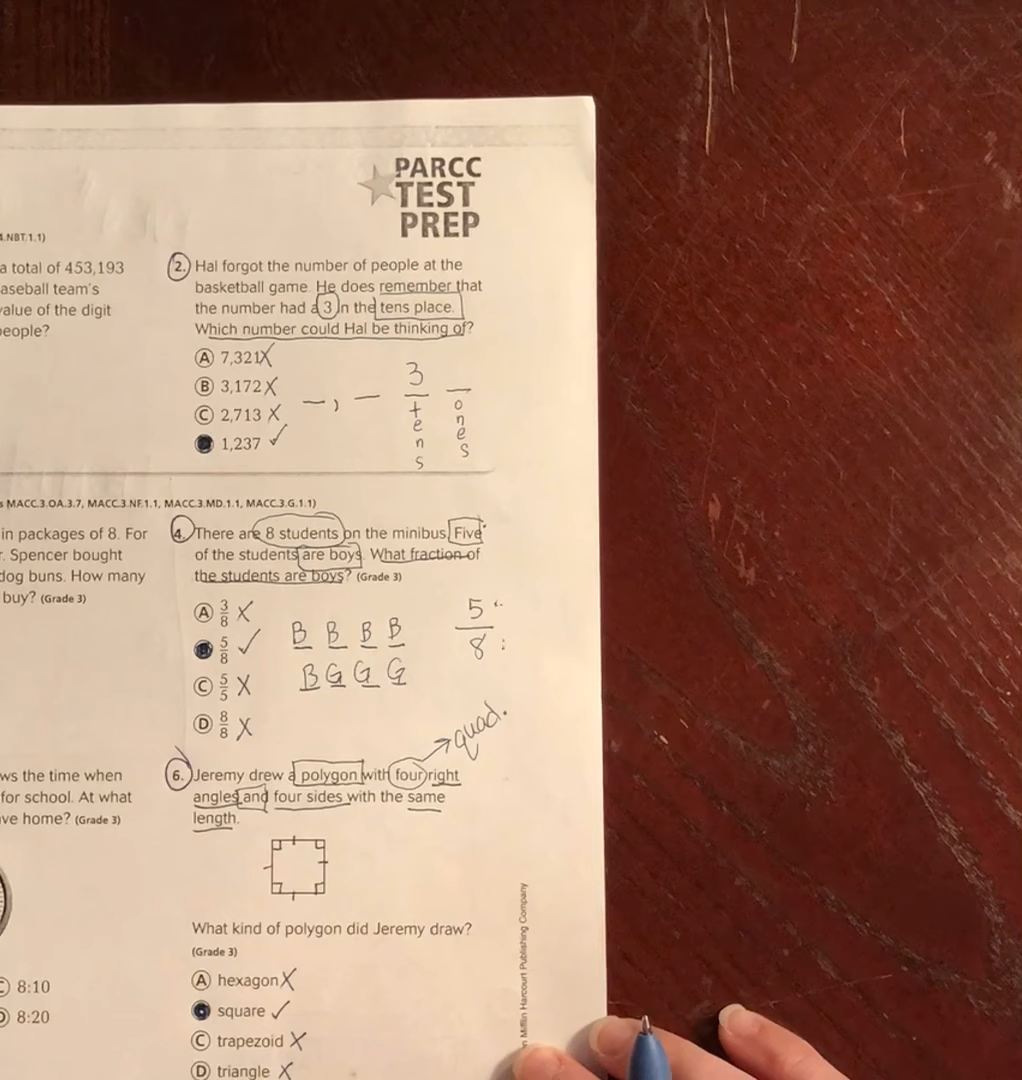 PARCC
TEST
PREP
4.NBT.1.1)
a total of 453,193
aseball team's
value of the digit
people?
2. Hal forgot the number of people at the
basketball game. He does remember that
the number had a 3 in the tens place.
Which number could Hal be thinking of?
A 7,321 X
B 3,172 X
C 2,713 X
1,237 ✓
_, _ 3 _
tens
ones
s MACC.3.OA.3.7, MACC.3.NF.1.1, MACC.3.MD.1.1, MACC.3.G.1.1)
in packages of 8. For
r. Spencer bought
dog buns. How many
buy? (Grade 3)
4. There are 8 students on the minibus. Five
of the students are boys. What fraction of
the students are boys? (Grade 3)
A 3/8 X
5/8 ✓
C 5/5 X
D 8/8 X
B B B B
B G G G
5/8
quad.
ws the time when
for school. At what
ave home? (Grade 3)
C 8:10
D 8:20
6. Jeremy drew a polygon with four right
angles and four sides with the same
length.
What kind of polygon did Jeremy draw?
(Grade 3)
A hexagon X
square ✓
C trapezoid X
D triangle X
n Mifflin Harcourt Publishing Company